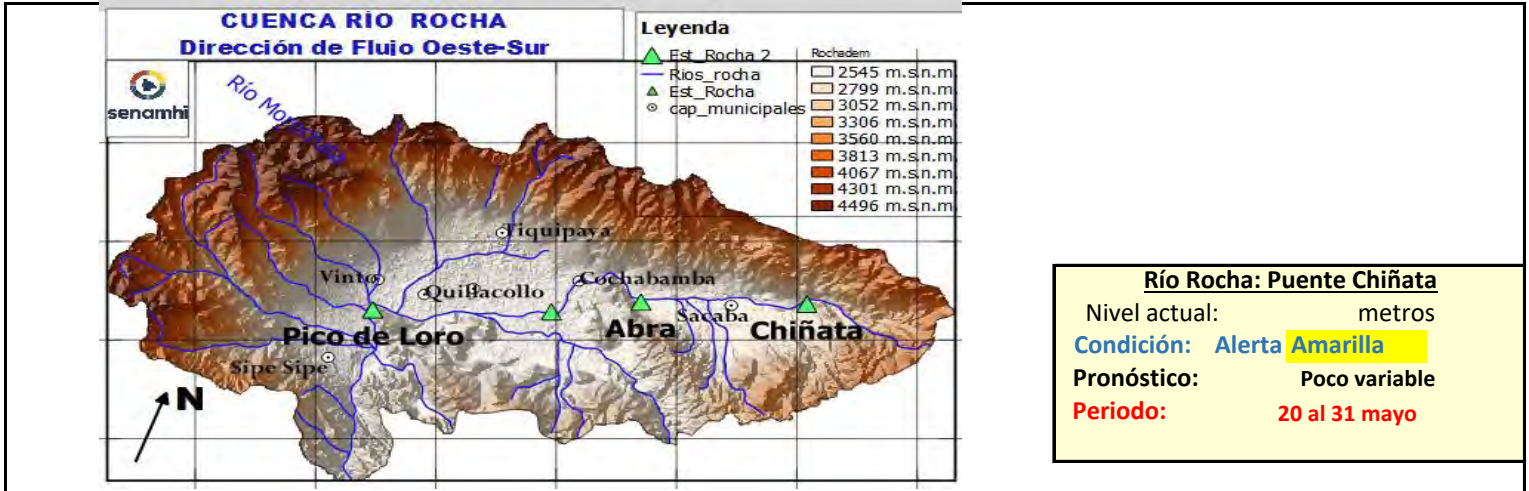 CUENCA RÍO ROCHA
Dirección de Flujo Oeste-Sur
senamhi
Leyenda
Est_Rocha 2
Rios_rocha
Est_Rocha
cap_municipales
Rochadem
2545 m.s.n.m.
2799 m.s.n.m.
3052 m.s.n.m.
3306 m.s.n.m.
3560 m.s.n.m.
3813 m.s.n.m.
4067 m.s.n.m.
4301 m.s.n.m.
4496 m.s.n.m.
Río
Tiquipaya
Vinto
Quillacollo
Cochabamba
Sacaba
Pico de Loro
Abra
Chiñata
Sipe Sipe
N
Río Rocha: Puente Chiñata
Nivel actual: metros
Condición: Alerta Amarilla
Pronóstico: Poco variable
Periodo: 20 al 31 mayo